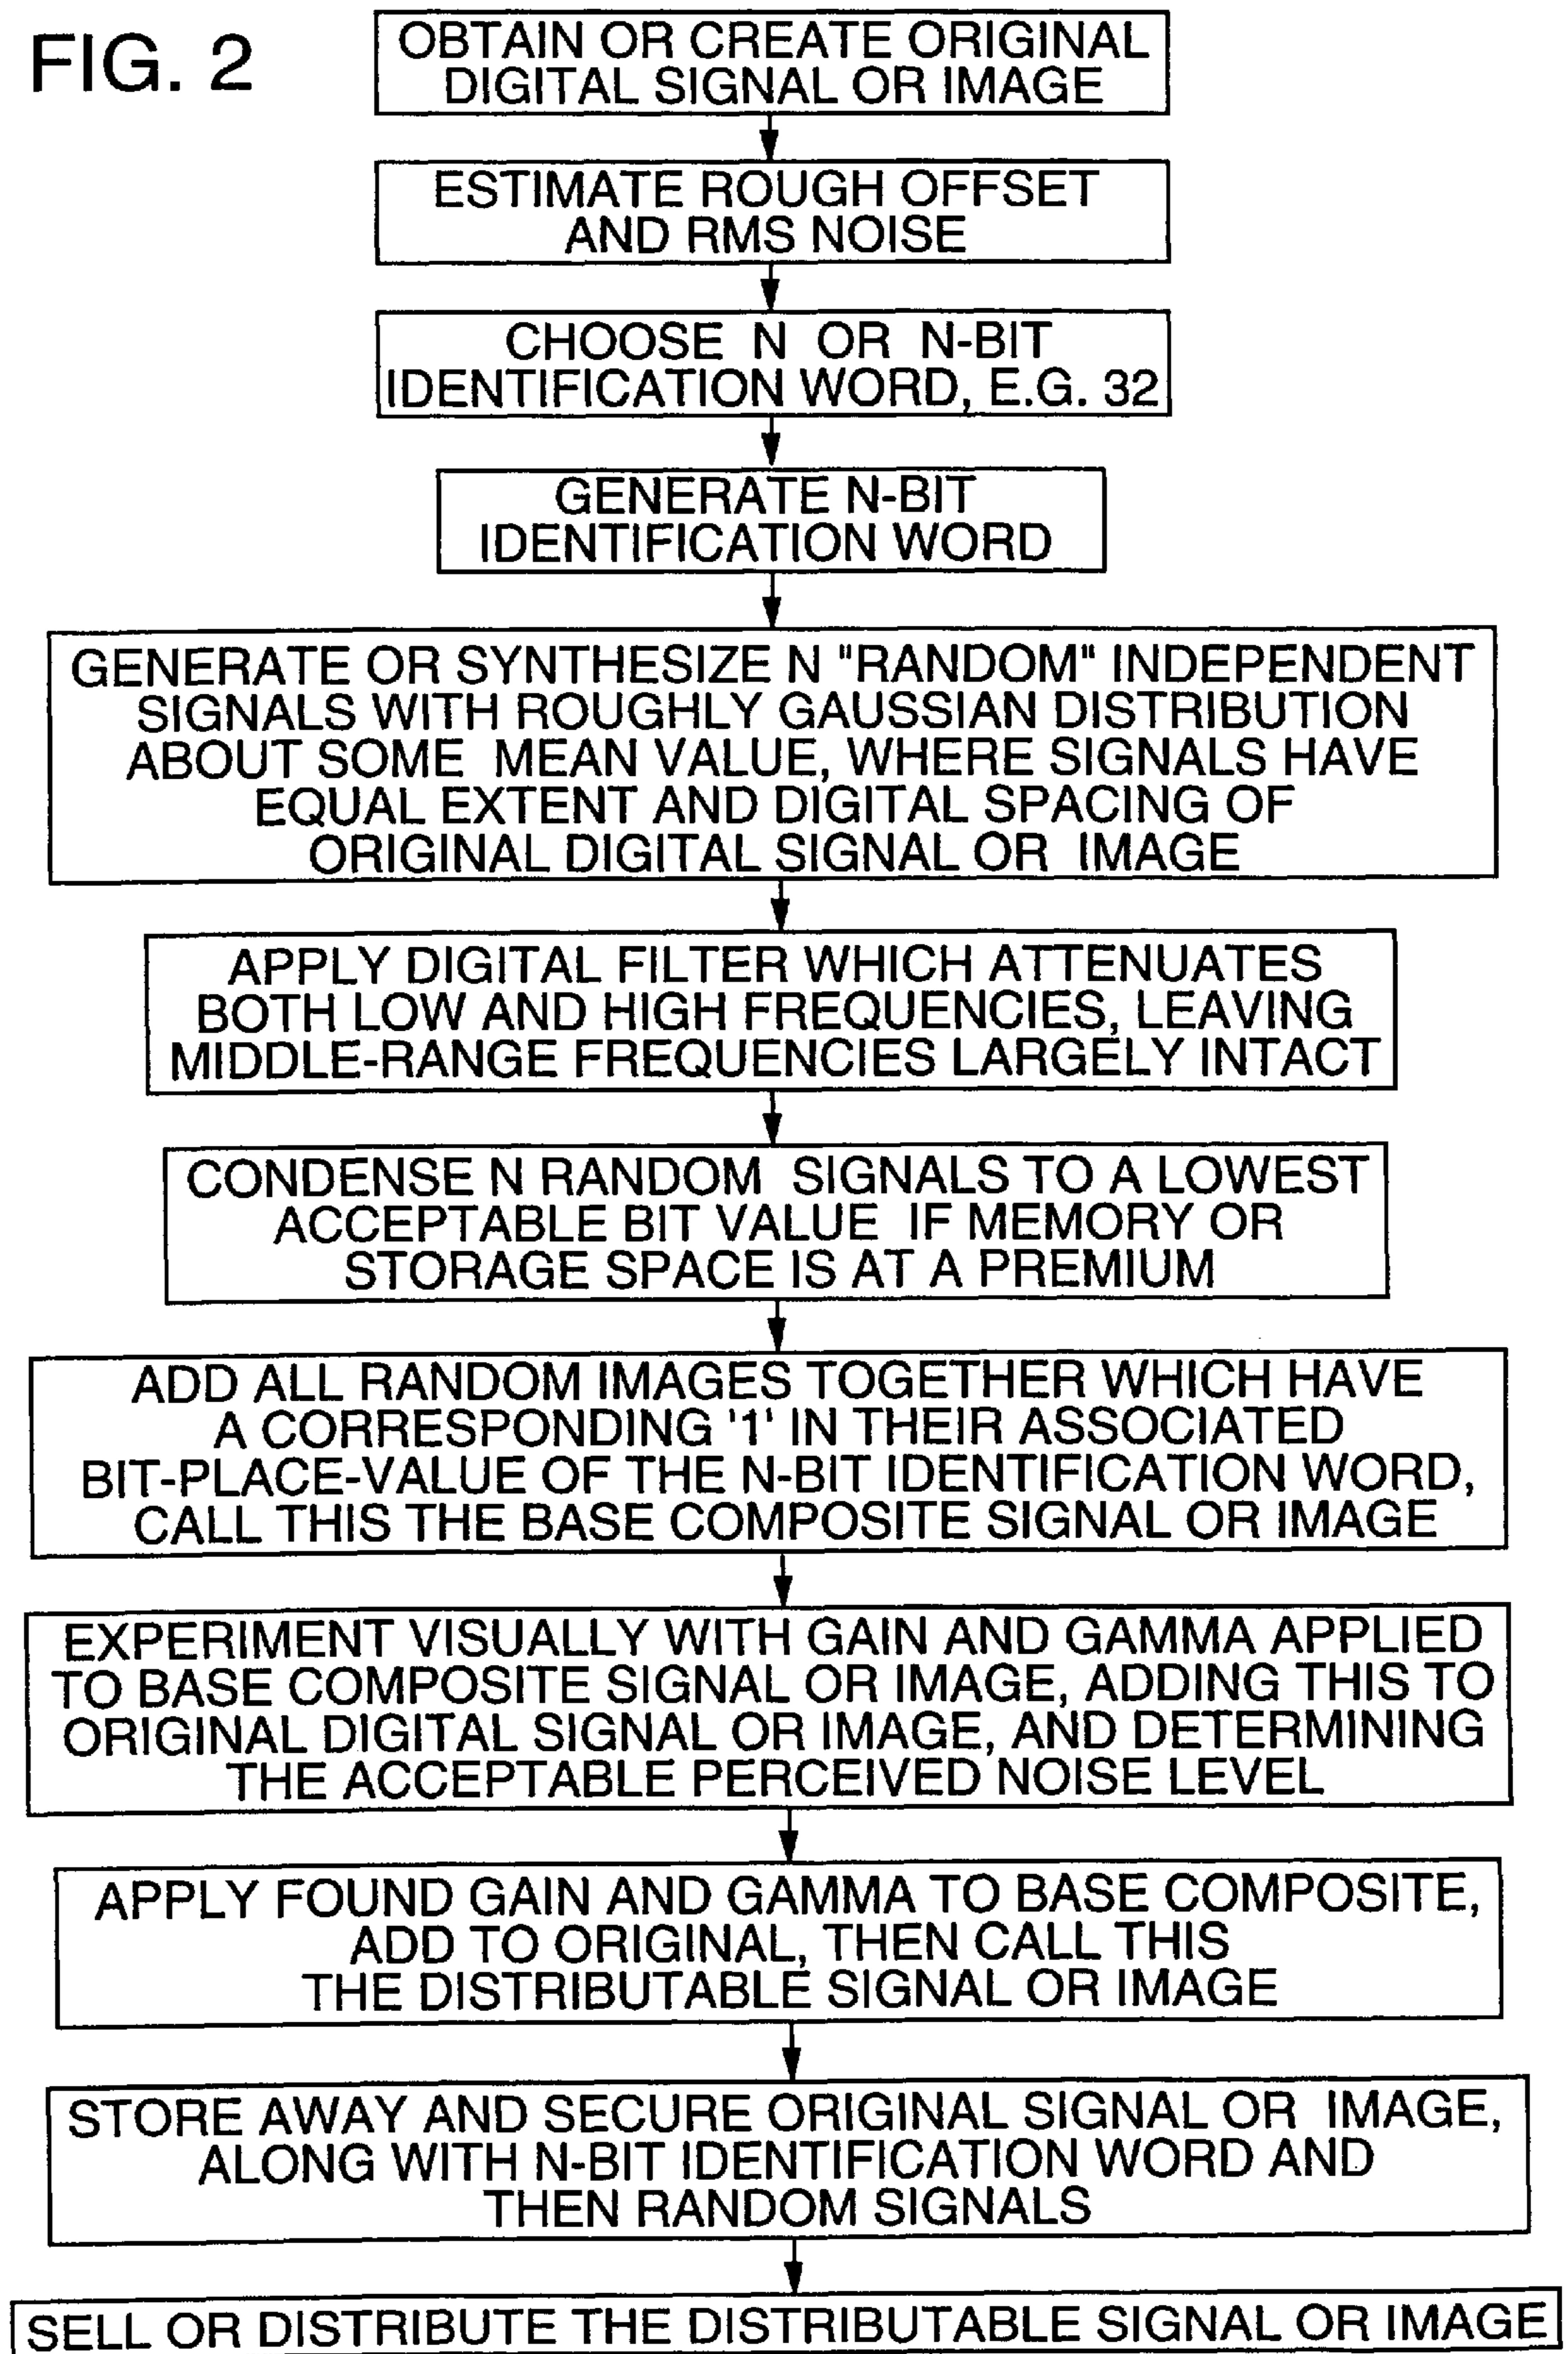 FIG. 2
OBTAIN OR CREATE ORIGINAL
DIGITAL SIGNAL OR IMAGE
ESTIMATE ROUGH OFFSET
AND RMS NOISE
CHOOSE N OR N-BIT
IDENTIFICATION WORD, E.G. 32
GENERATE N-BIT
IDENTIFICATION WORD
GENERATE OR SYNTHESIZE N "RANDOM" INDEPENDENT
SIGNALS WITH ROUGHLY GAUSSIAN DISTRIBUTION
ABOUT SOME MEAN VALUE, WHERE SIGNALS HAVE
EQUAL EXTENT AND DIGITAL SPACING OF
ORIGINAL DIGITAL SIGNAL OR IMAGE
APPLY DIGITAL FILTER WHICH ATTENUATES
BOTH LOW AND HIGH FREQUENCIES, LEAVING
MIDDLE-RANGE FREQUENCIES LARGELY INTACT
CONDENSE N RANDOM SIGNALS TO A LOWEST
ACCEPTABLE BIT VALUE IF MEMORY OR
STORAGE SPACE IS AT A PREMIUM
ADD ALL RANDOM IMAGES TOGETHER WHICH HAVE
A CORRESPONDING '1' IN THEIR ASSOCIATED
BIT-PLACE-VALUE OF THE N-BIT IDENTIFICATION WORD,
CALL THIS THE BASE COMPOSITE SIGNAL OR IMAGE
EXPERIMENT VISUALLY WITH GAIN AND GAMMA APPLIED
TO BASE COMPOSITE SIGNAL OR IMAGE, ADDING THIS TO
ORIGINAL DIGITAL SIGNAL OR IMAGE, AND DETERMINING
THE ACCEPTABLE PERCEIVED NOISE LEVEL
APPLY FOUND GAIN AND GAMMA TO BASE COMPOSITE,
ADD TO ORIGINAL, THEN CALL THIS
THE DISTRIBUTABLE SIGNAL OR IMAGE
STORE AWAY AND SECURE ORIGINAL SIGNAL OR IMAGE,
ALONG WITH N-BIT IDENTIFICATION WORD AND
THEN RANDOM SIGNALS
SELL OR DISTRIBUTE THE DISTRIBUTABLE SIGNAL OR IMAGE